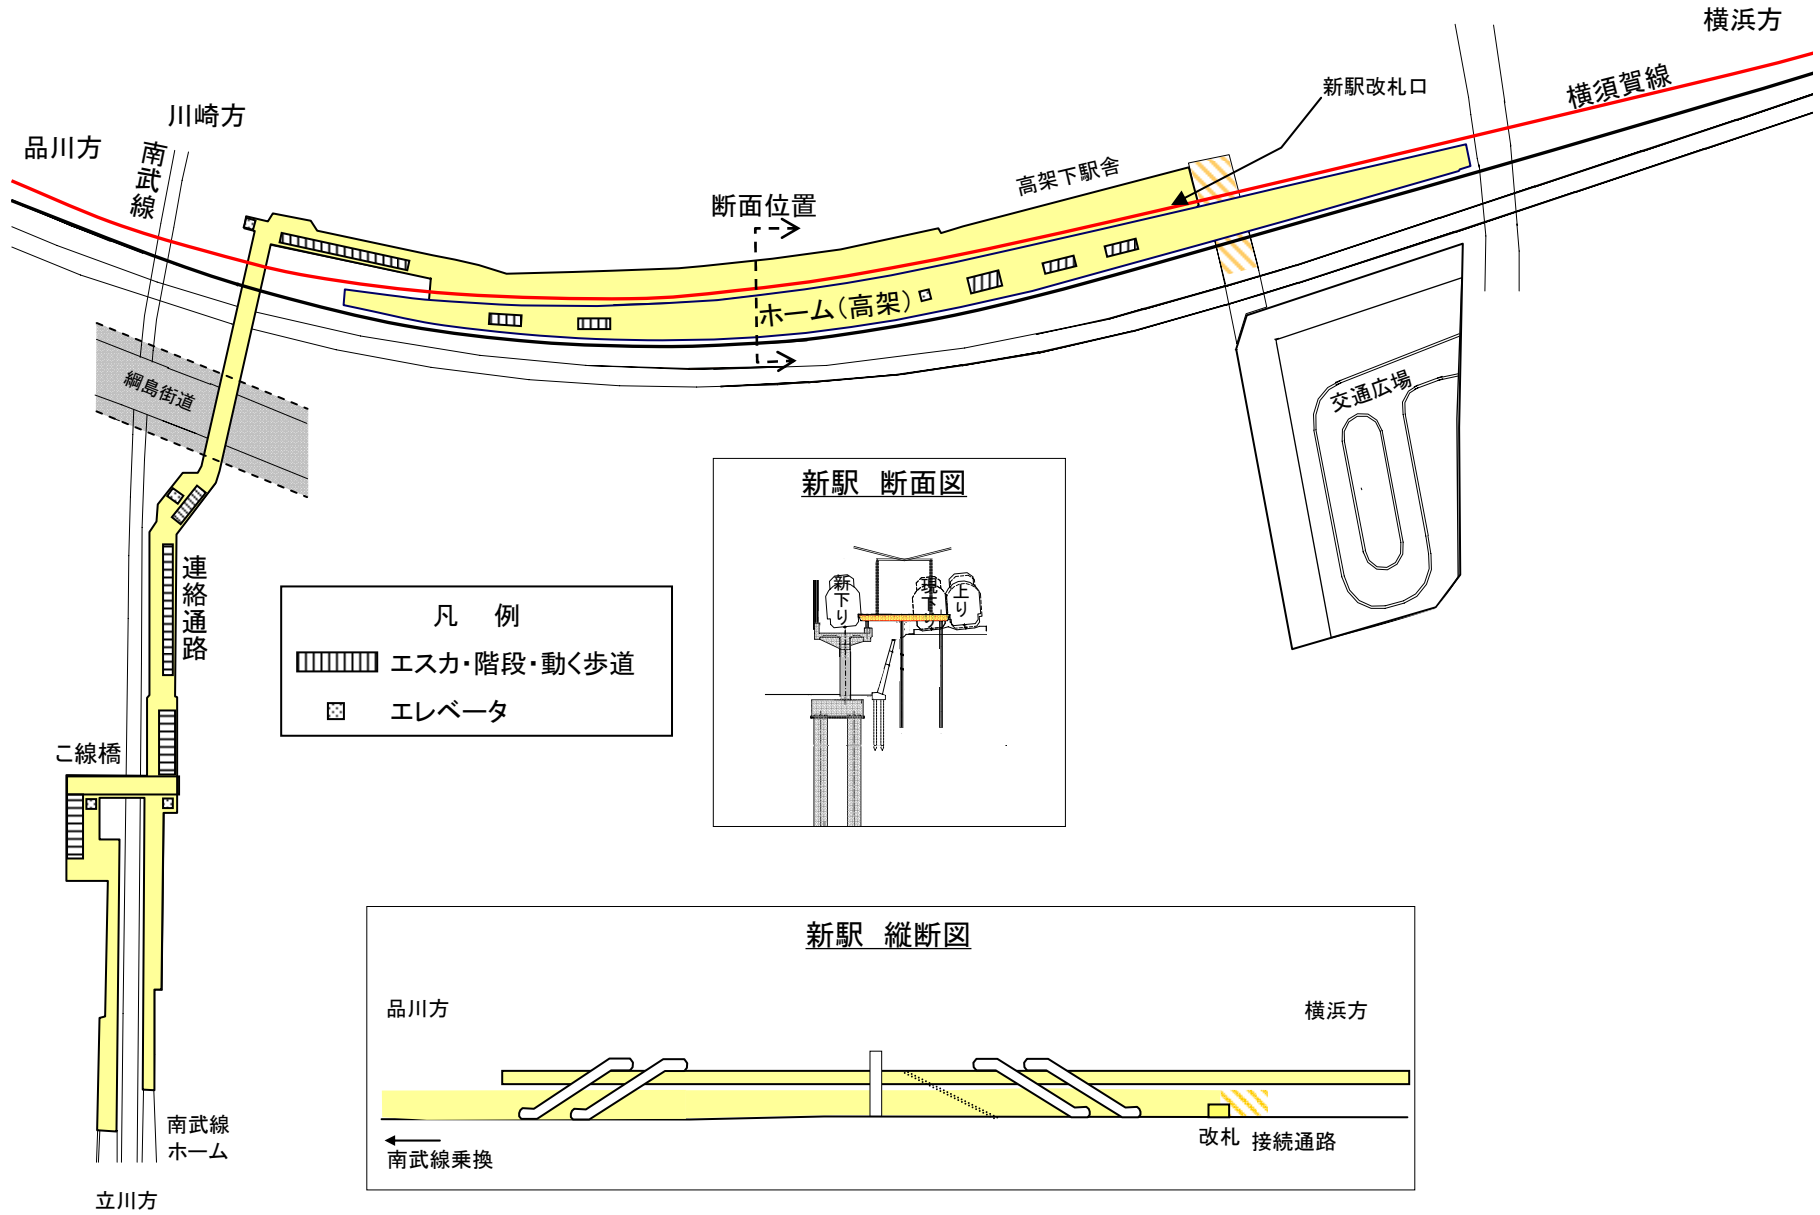 横浜方
横須賀線
新駅改札口
川崎方
品川方
南武線
高架下駅舎
断面位置
ホーム（高架）
綱島街道
交通広場
連絡通路
こ線橋
凡　例
エスカ・階段・動く歩道
エレベータ
新駅　断面図
新下り
現下り
上り
新駅　縦断図
品川方
横浜方
改札
接続通路
南武線乗換
南武線
ホーム
立川方